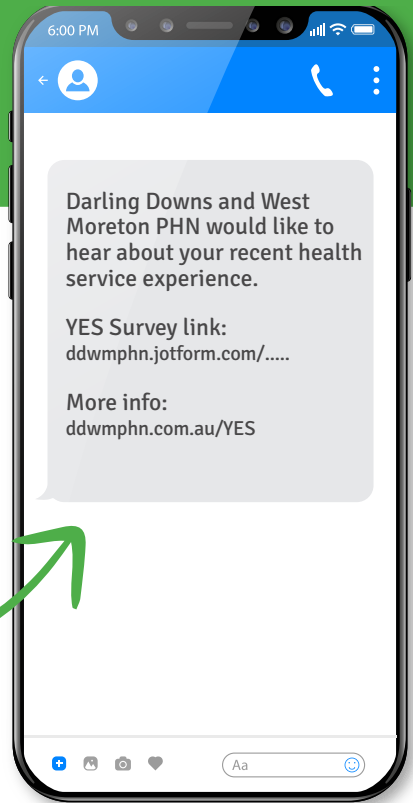 6:00 PM
Darling Downs and West
Moreton PHN would like to
hear about your recent health
service experience.
YES Survey link:
ddwmphn.jotform.com/.....
More info:
ddwmphn.com.au/YES
Aa